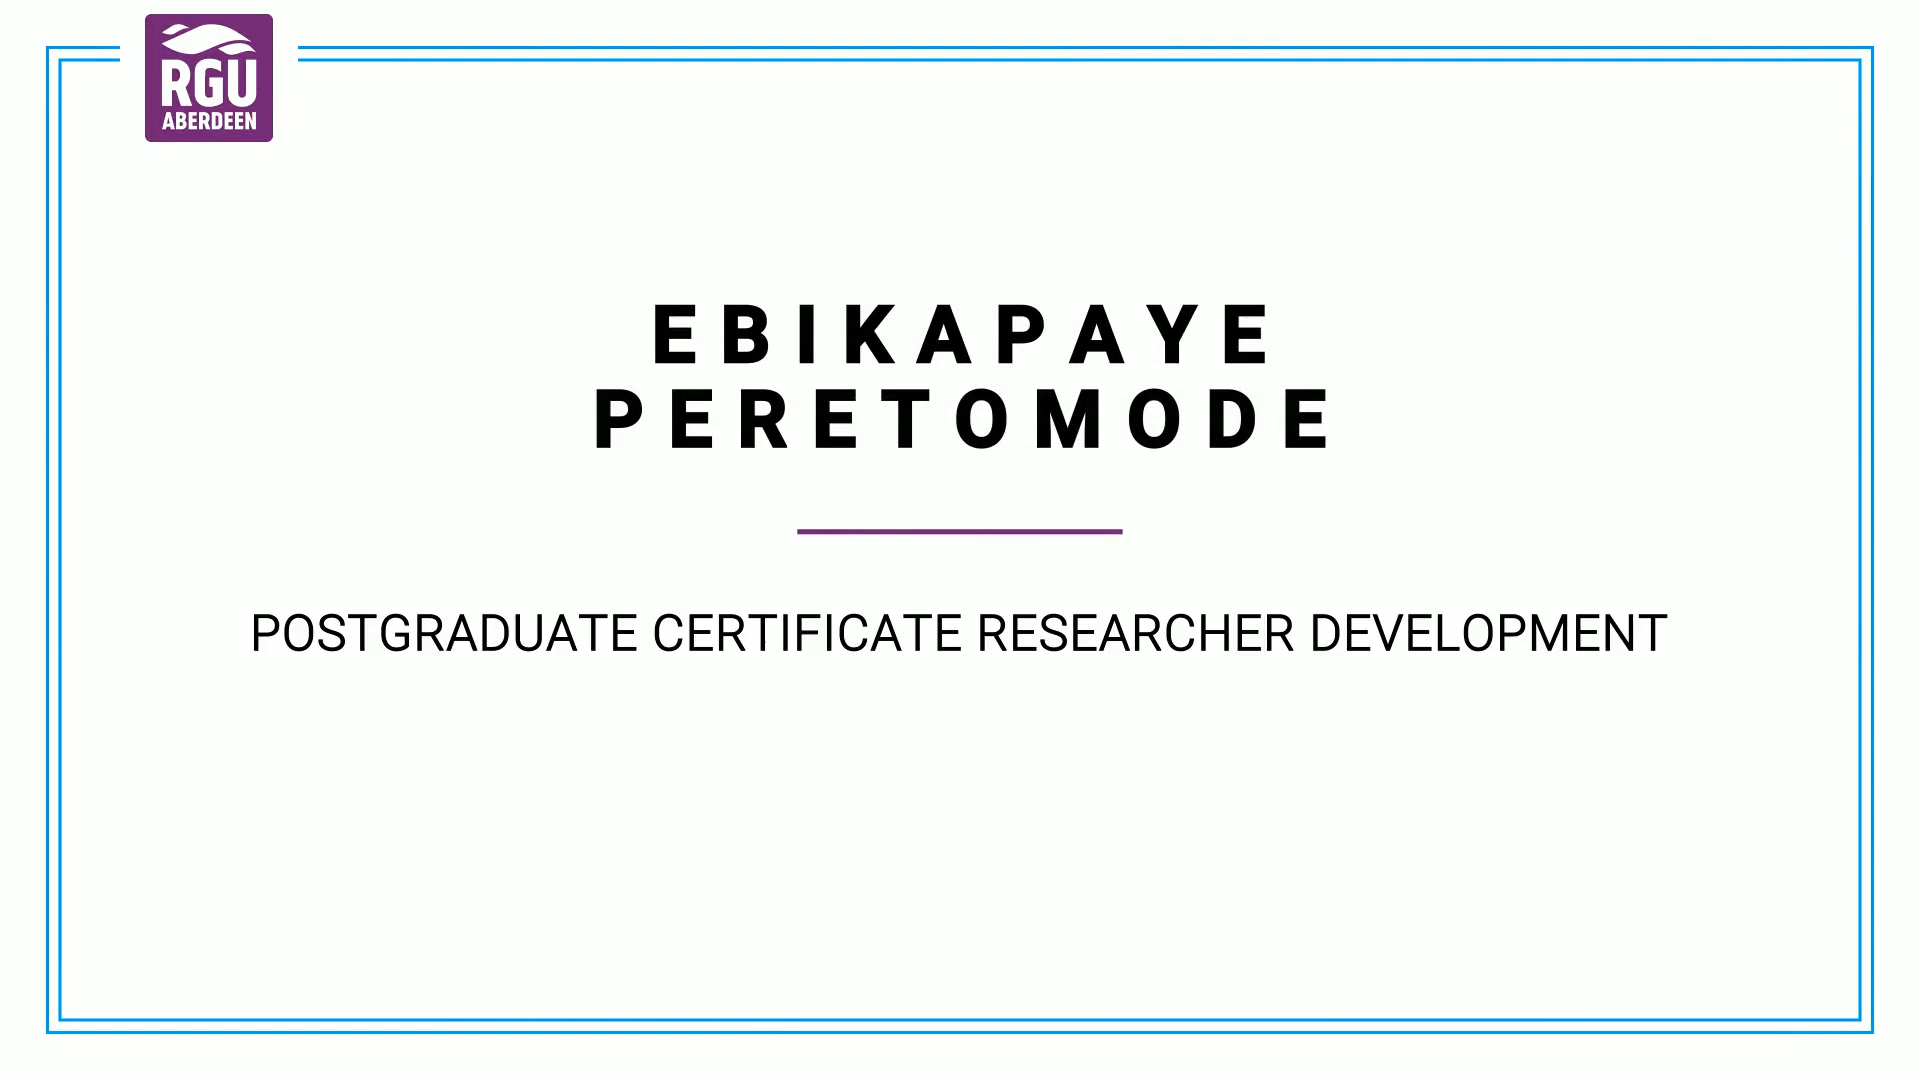 RGU
ABERDEEN
EBIKAPAYE
PERETOMODE
POSTGRADUATE CERTIFICATE RESEARCHER DEVELOPMENT